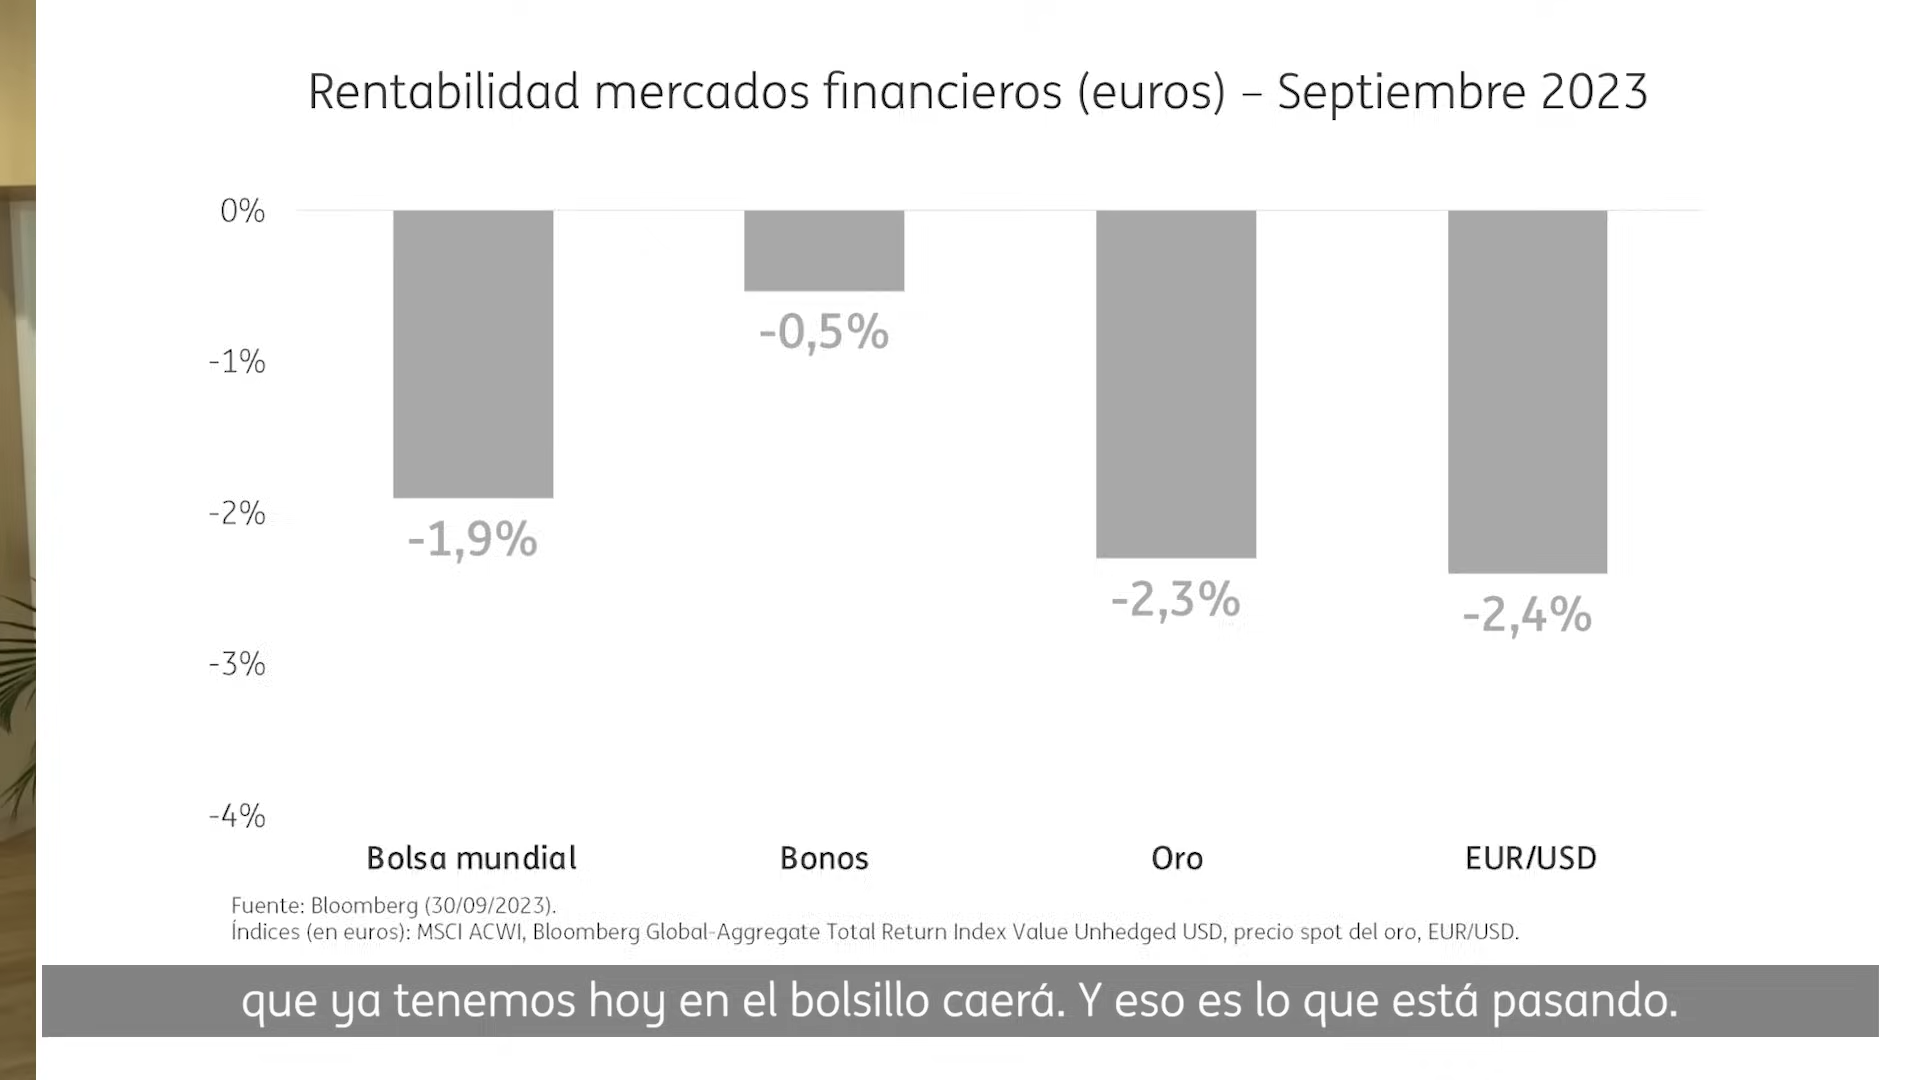 Rentabilidad mercados financieros (euros) – Septiembre 2023
0%
-1%
-2%
-3%
-4%
-1,9%
-0,5%
-2,3%
-2,4%
Bolsa mundial
Bonos
Oro
EUR/USD
Fuente: Bloomberg (30/09/2023).
Índices (en euros): MSCI ACWI, Bloomberg Global-Aggregate Total Return Index Value Unhedged USD, precio spot del oro, EUR/USD.
que ya tenemos hoy en el bolsillo caerá. Y eso es lo que está pasando.